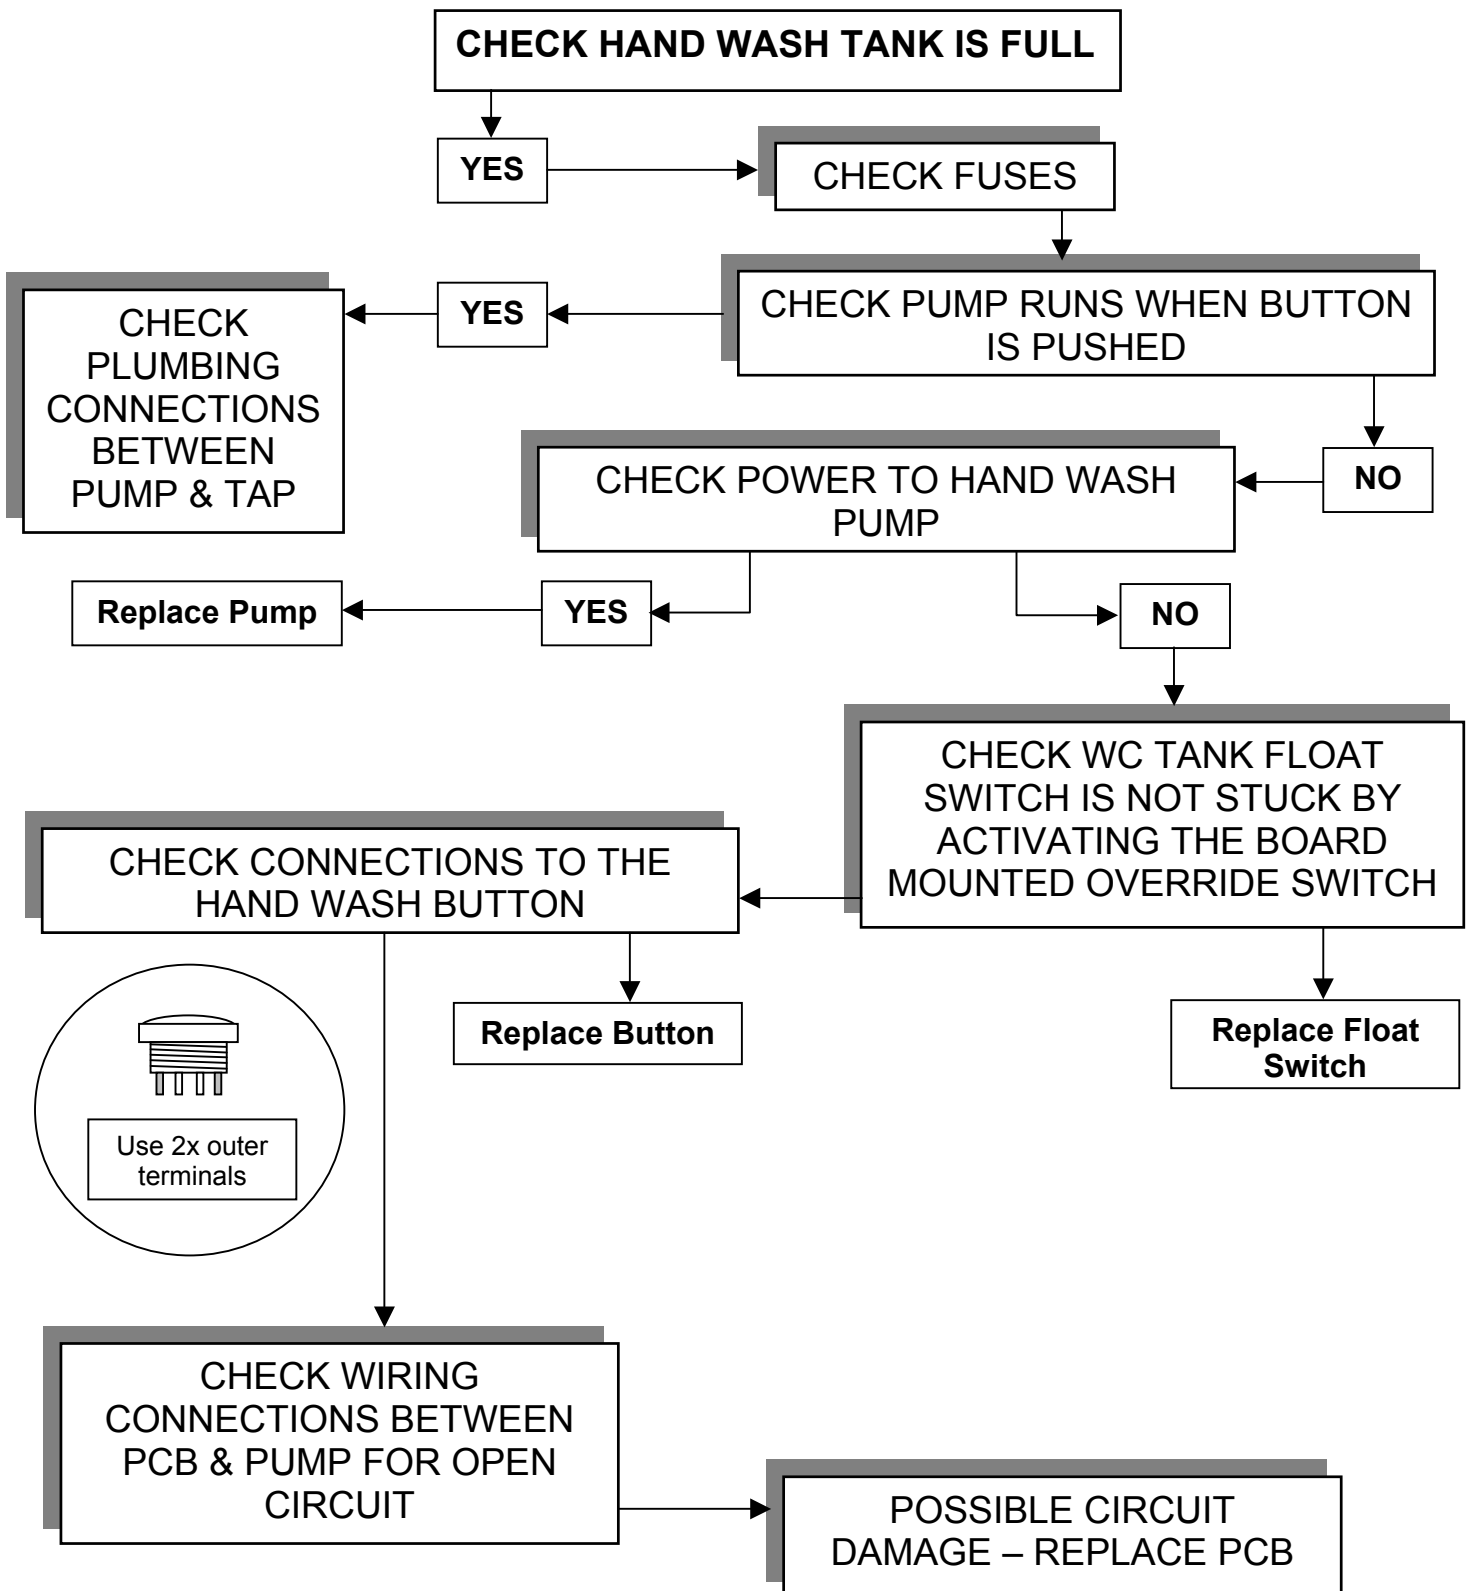 CHECK HAND WASH TANK IS FULL
YES
CHECK FUSES
CHECK PUMP RUNS WHEN BUTTON
IS PUSHED
YES
CHECK
PLUMBING
CONNECTIONS
BETWEEN
PUMP & TAP
NO
CHECK POWER TO HAND WASH
PUMP
YES
Replace Pump
NO
CHECK WC TANK FLOAT
SWITCH IS NOT STUCK BY
ACTIVATING THE BOARD
MOUNTED OVERRIDE SWITCH
CHECK CONNECTIONS TO THE
HAND WASH BUTTON
Replace Button
Replace Float
Switch
Use 2x outer
terminals
CHECK WIRING
CONNECTIONS BETWEEN
PCB & PUMP FOR OPEN
CIRCUIT
POSSIBLE CIRCUIT
DAMAGE – REPLACE PCB